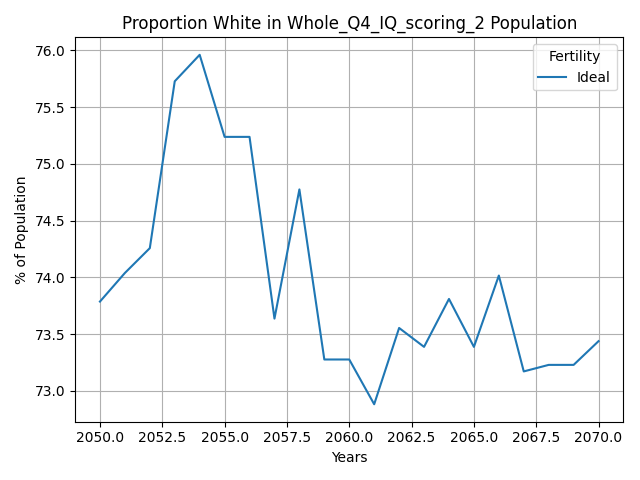 Proportion White in Whole_Q4_IQ_scoring_2 Population
Fertility
Ideal
76.0
75.5
75.0
74.5
74.0
73.5
73.0
% of Population
2050.0 2052.5 2055.0 2057.5 2060.0 2062.5 2065.0 2067.5 2070.0
Years